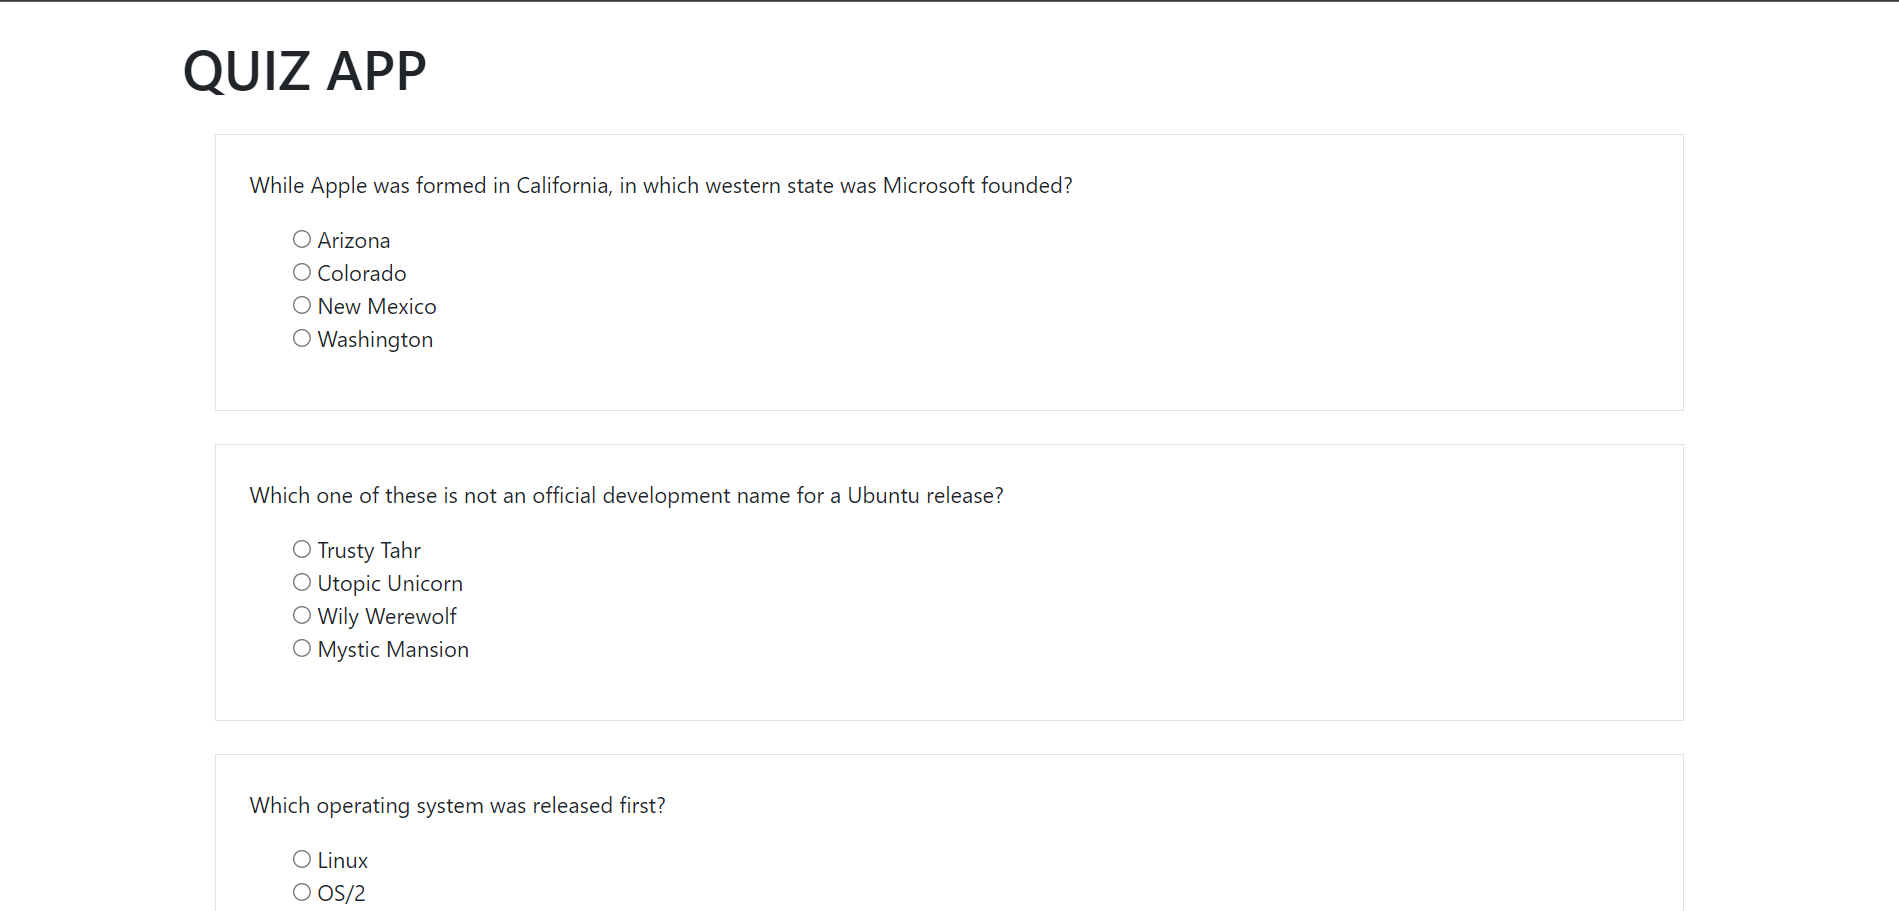 QUIZ APP
While Apple was formed in California, in which western state was Microsoft founded?
Arizona
Colorado
New Mexico
Washington
Which one of these is not an official development name for a Ubuntu release?
Trusty Tahr
Utopic Unicorn
Wily Werewolf
Mystic Mansion
Which operating system was released first?
Linux
OS/2